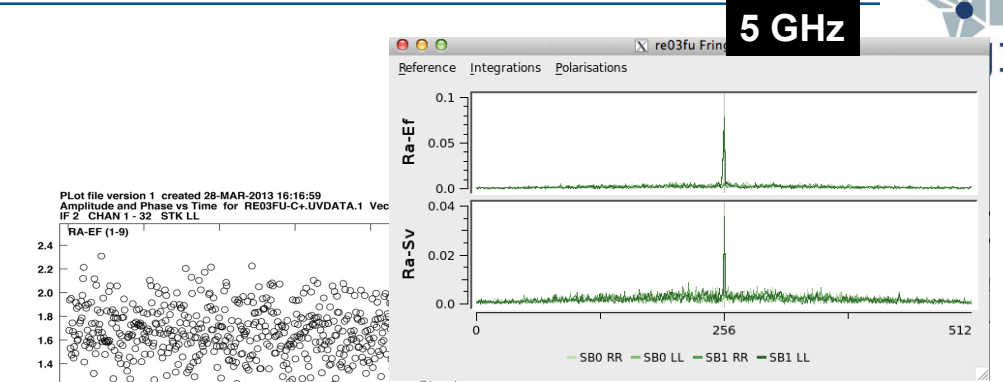 5 GHz
re03fu Fring
Reference Integrations Polarisations
0.1
0.05
0.0
Ra-Ef
0.04
0.02
0.0
Ra-Sv
0 256 512
SB0 RR SB0 LL SB1 RR SB1 LL
PLot file version 1 created 28-MAR-2013 16:16:59
Amplitude and Phase vs Time for RE03FU-C+.UVDATA.1 Vec
IF 2 CHAN 1 - 32 STK LL
RA-EF (1-9)
2.4
2.2
2.0
1.8
1.6
1.4